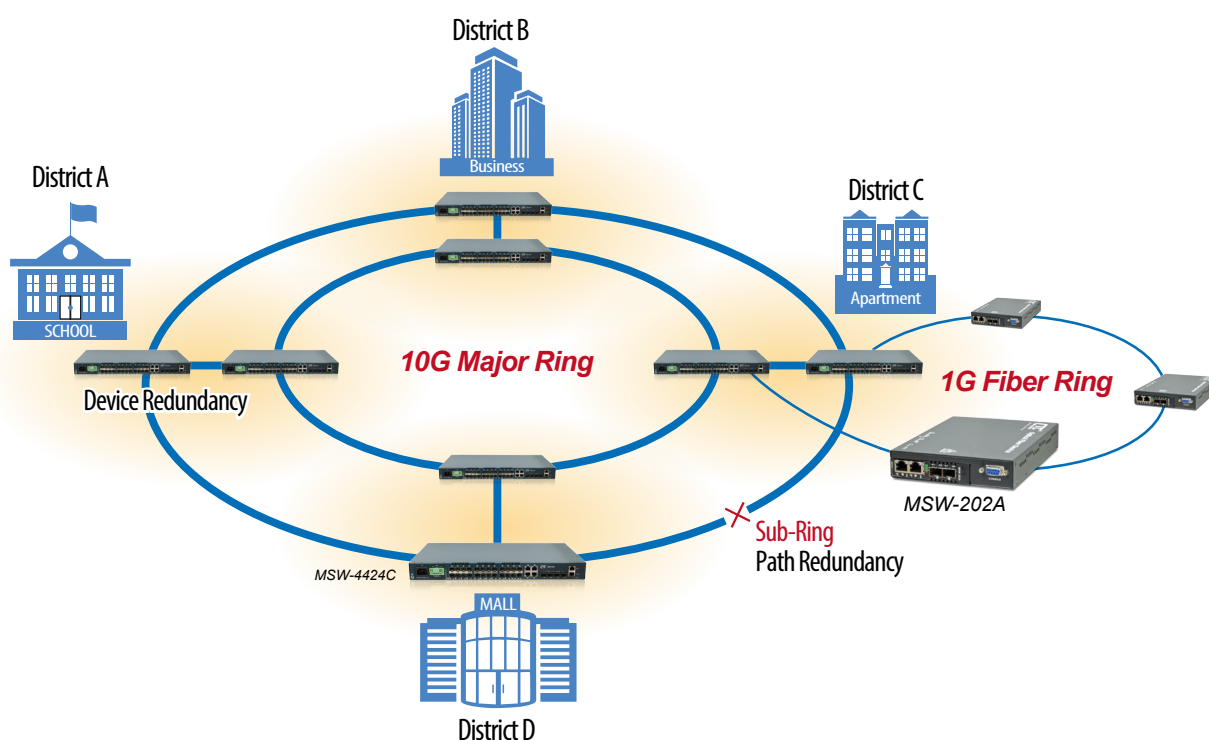 District B
Business
District A
SCHOOL
District C
Apartment
10G Major Ring
1G Fiber Ring
Device Redundancy
MSW-202A
Sub-Ring
Path Redundancy
MSW-4424C
MALL
District D